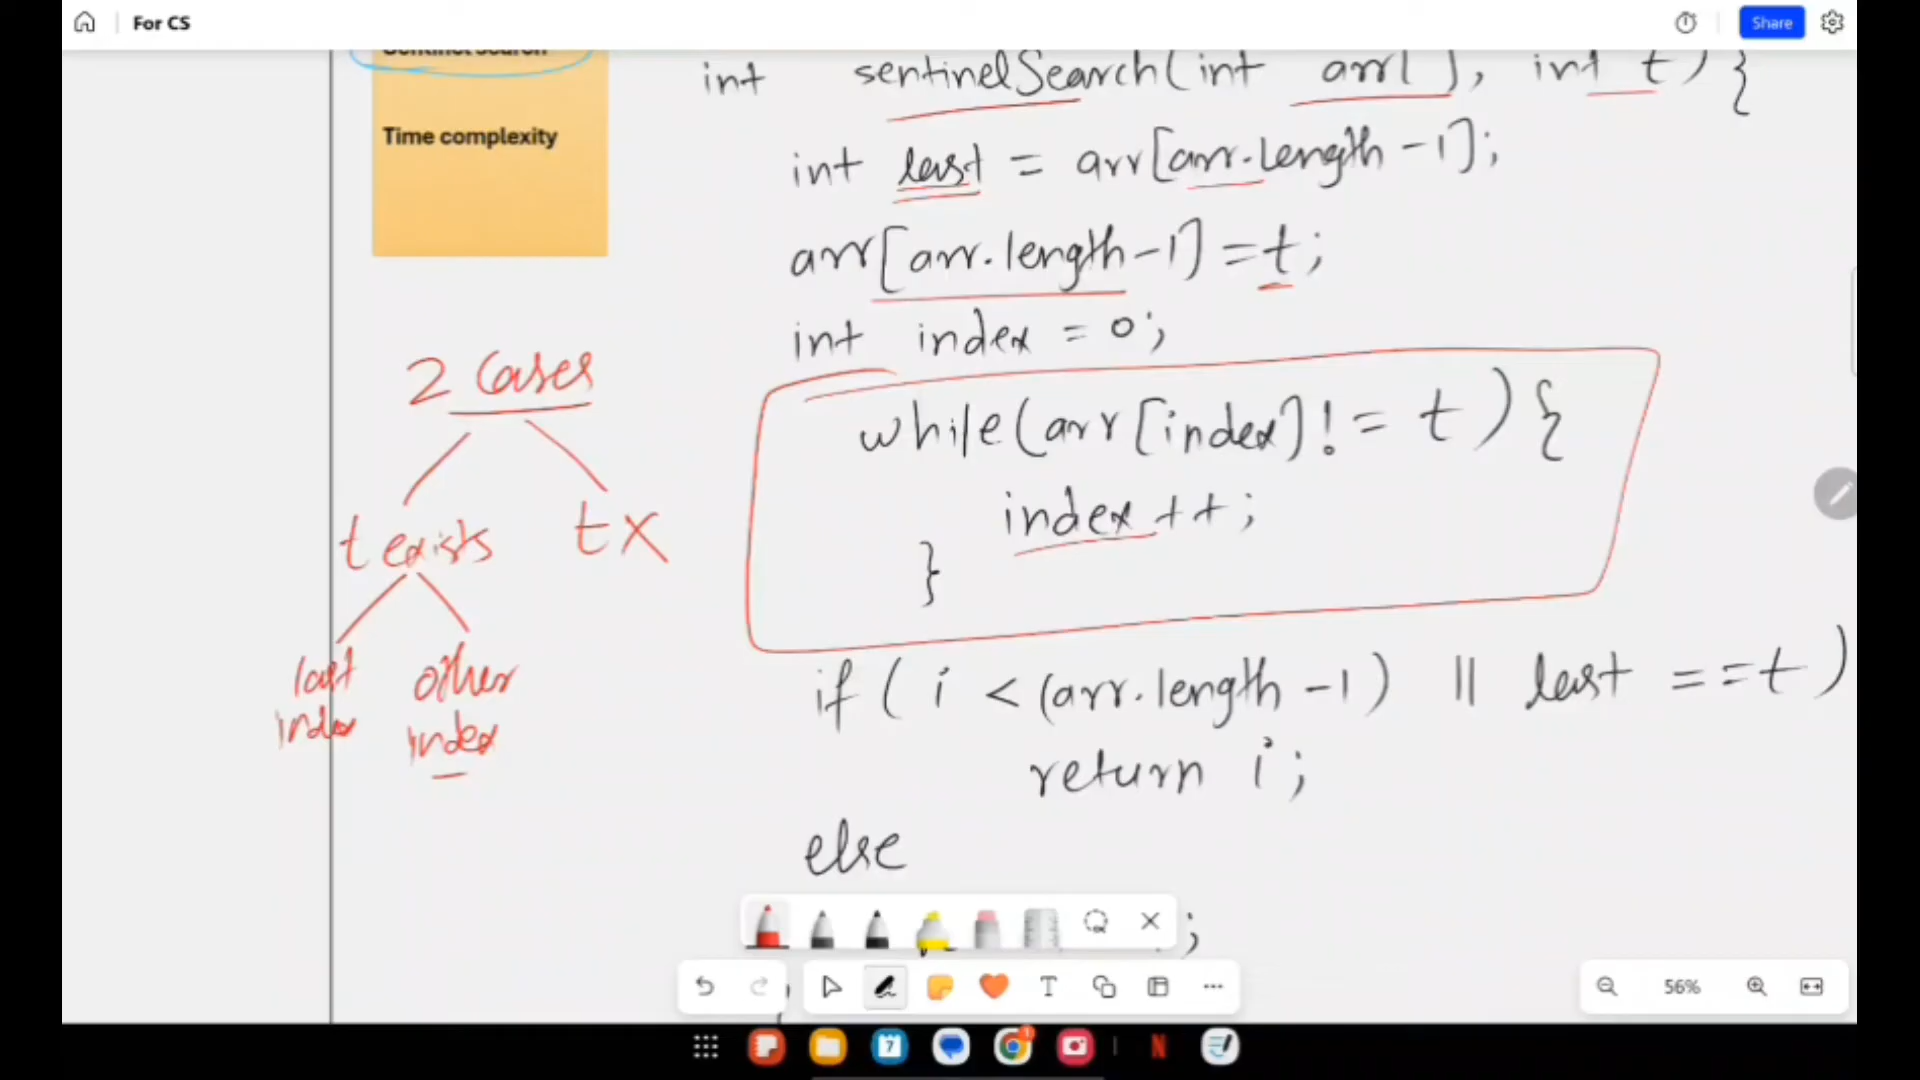 For CS
Share
Sentinel Search
Time complexity
int sentinelSearch(int arr[], int t) {
int last = arr[arr.length -1];
arr[arr.length-1] = t;
int index = 0;
while(arr[index] != t) {
index++;
}
if ( i < (arr.length -1) || last ==t)
return i;
else
;
2 Cases
t exists
t X
last index
other index
56%